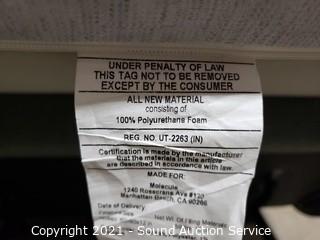 UNDER PENALTY OF LAW
THIS TAG NOT TO BE REMOVED
EXCEPT BY THE CONSUMER
ALL NEW MATERIAL
consisting of
100% Polyurethane Foam
REG. NO. UT-2263 (IN)
Certification is made by the manufacturer
that the materials in this article
are described in accordance with law.
MADE FOR:
Molecule
1240 Rosecrans Ave #120
Manhattan Beach, CA 90266
Date of Delivery:
Copyright 2021 - Sound Auction Service